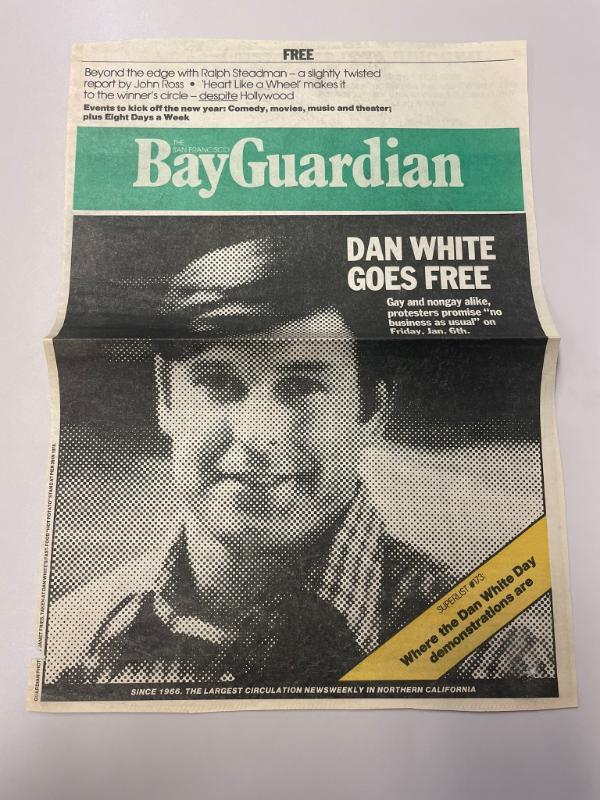 FREE
Beyond the edge with Ralph Steadman – a slightly twisted
report by John Ross • 'Heart Like a Wheel' makes it
to the winner's circle – despite Hollywood
Events to kick off the new year: Comedy, movies, music and theater;
plus Eight Days a Week
THE
SAN FRANCISCO
BayGuardian
DAN WHITE
GOES FREE
Gay and nongay alike,
protesters promise "no
business as usual" on
Friday, Jan. 6th.
SUPERLIST #173:
Where the Dan White Day
demonstrations are
SINCE 1966. THE LARGEST CIRCULATION NEWSWEEKLY IN NORTHERN CALIFORNIA
GUARDIAN PHOTO